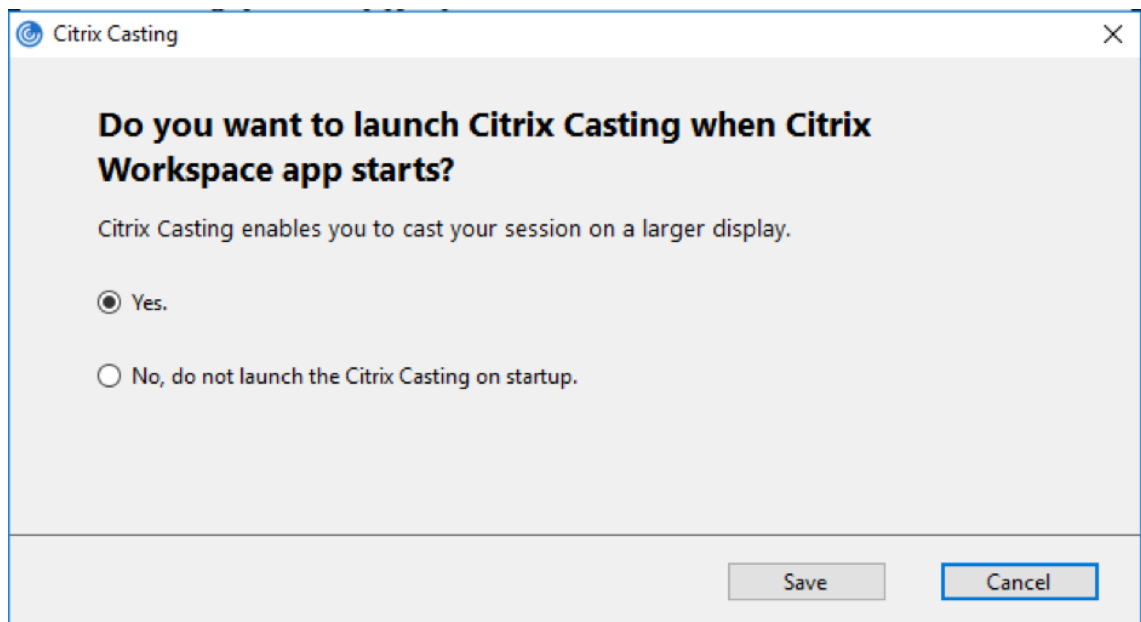 Citrix Casting
Do you want to launch Citrix Casting when Citrix
Workspace app starts?
Citrix Casting enables you to cast your session on a larger display.
Yes.
No, do not launch the Citrix Casting on startup.
Save
Cancel